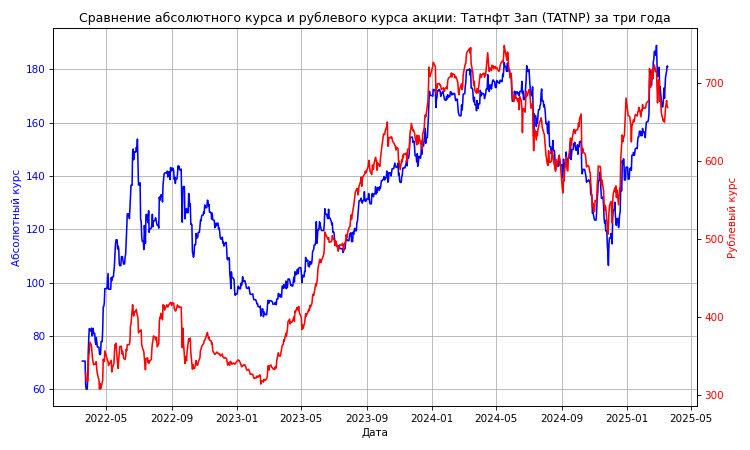 Сравнение абсолютного курса и рублевого курса акции: Татнфт 3ап (TATNP) за три года
180
160
140
120
100
80
60
Абсолютный курс
700
600
500
400
300
Рублевый курс
2022-05 2022-09 2023-01 2023-05 2023-09 2024-01 2024-05 2024-09 2025-01 2025-05
Дата